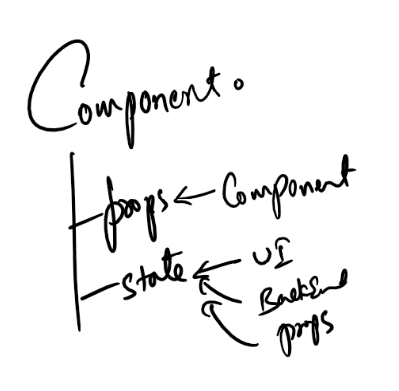 Component.
props ← Component
state ← UI
Backend
props